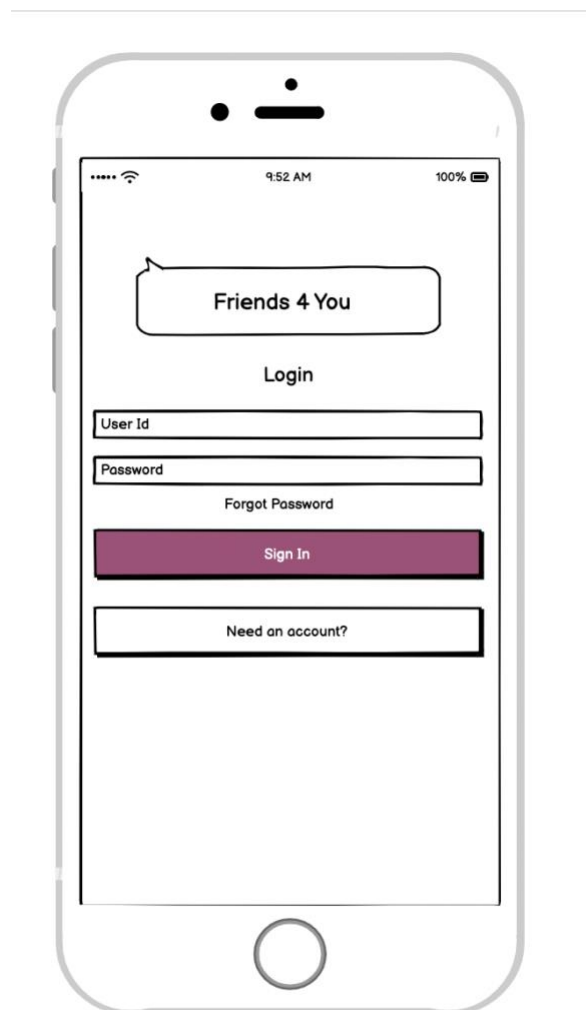 9:52 AM 100%
Friends 4 You
Login
User Id
Password
Forgot Password
Sign In
Need an account?